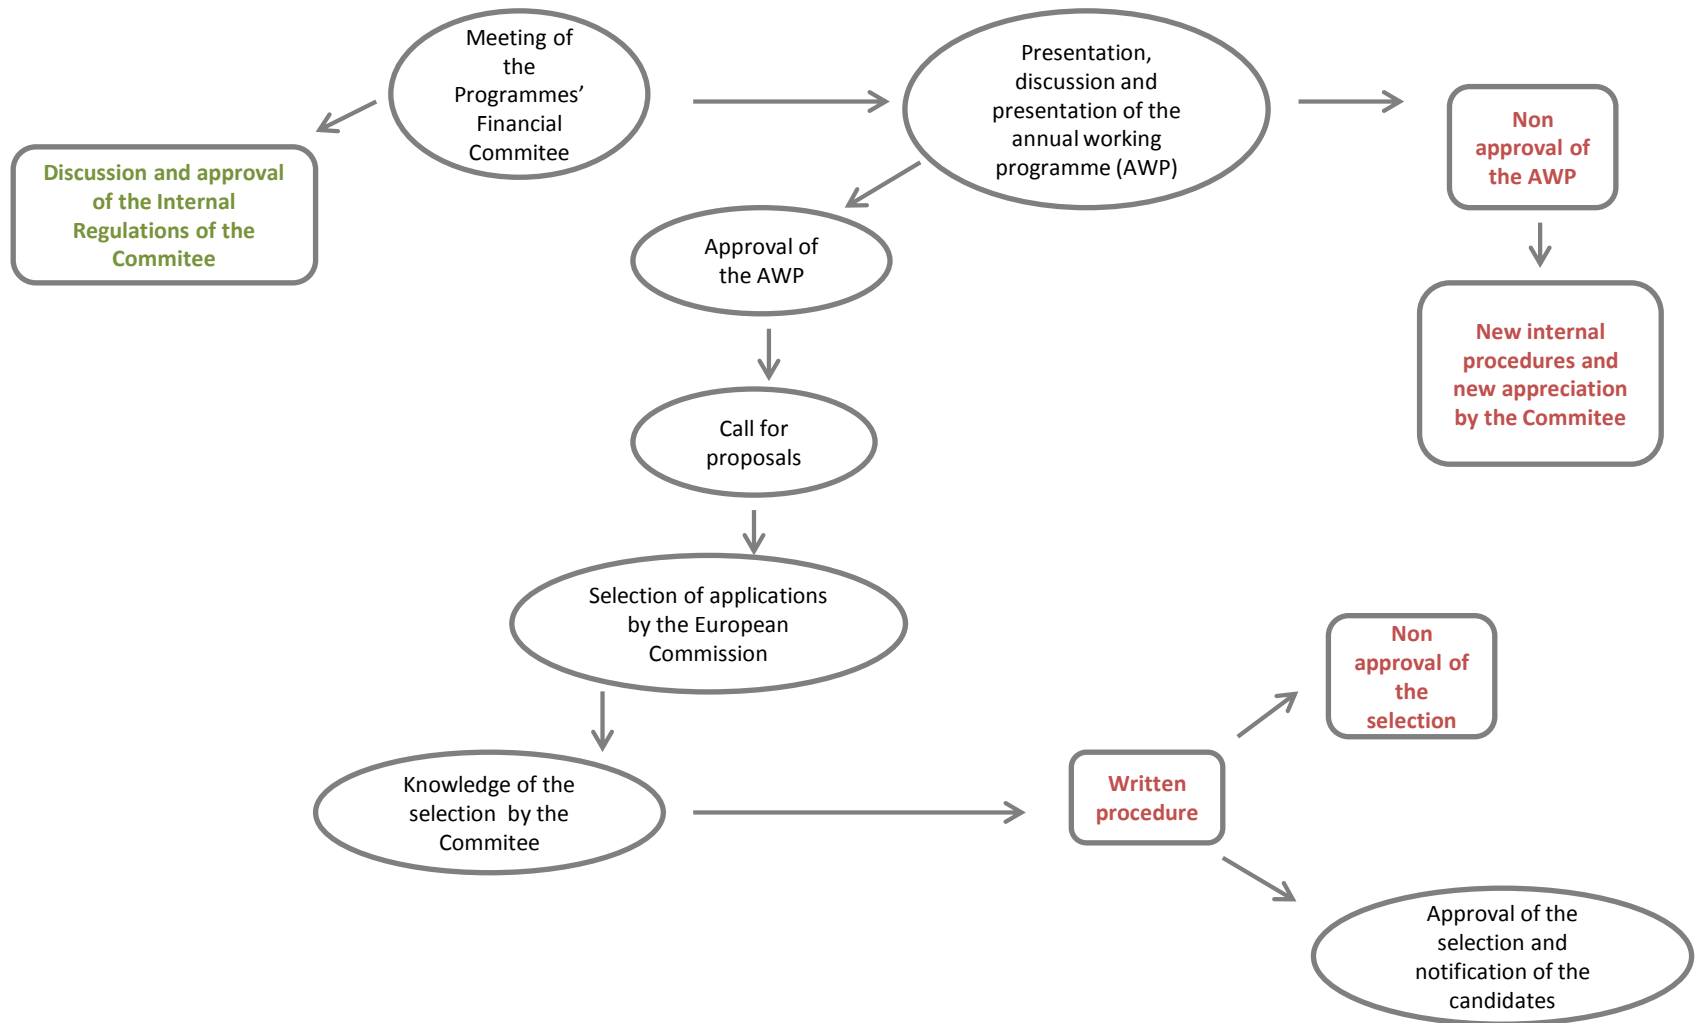 Meeting of
the
Programmes’
Financial
Commitee
Presentation,
discussion and
presentation of the
annual working
programme (AWP)
Non
approval of
the AWP
Discussion and approval
of the Internal
Regulations of the
Commitee
Approval of
the AWP
New internal
procedures and
new appreciation
by the Commitee
Call for
proposals
Selection of applications
by the European
Commission
Non
approval of
the
selection
Knowledge of the
selection by the
Commitee
Written
procedure
Approval of the
selection and
notification of the
candidates